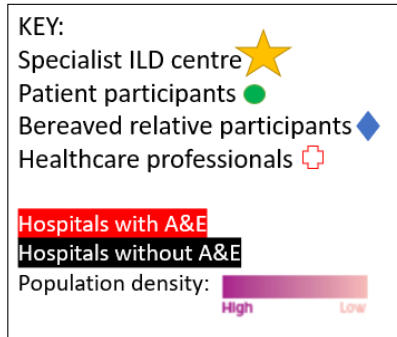 KEY:
Specialist ILD centre
Patient participants
Bereaved relative participants
Healthcare professionals
Hospitals with A&E
Hospitals without A&E
Population density:
High Low